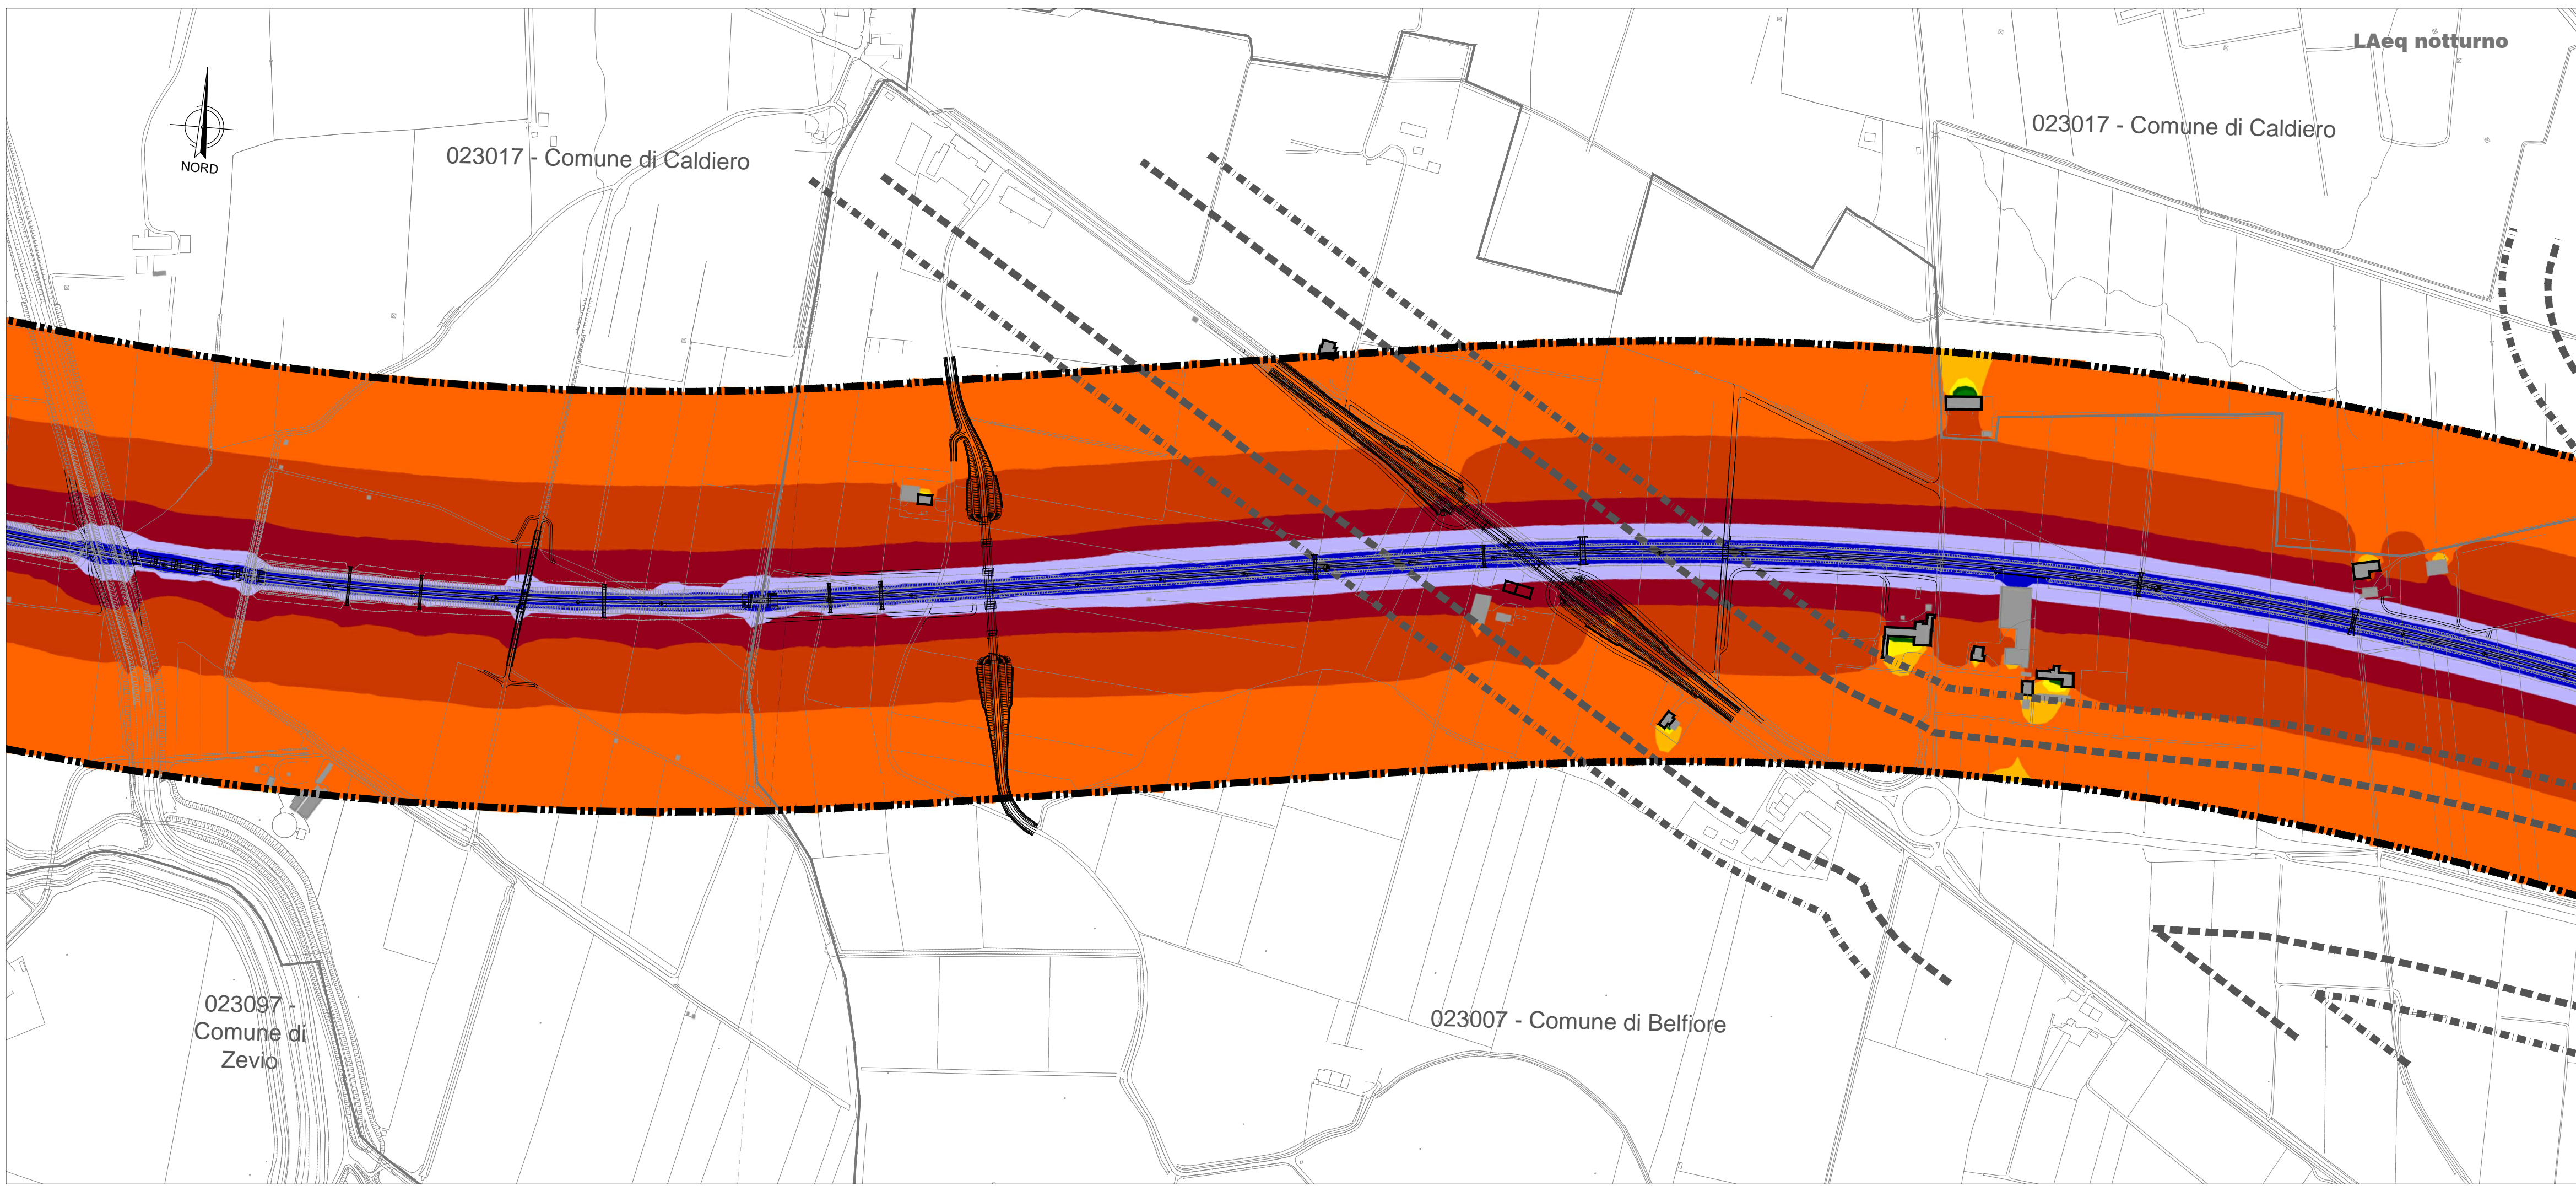 LAeq notturno
023017 - Comune di Caldiero
023017 - Comune di Caldiero
NORD
023097 -
Comune di
Zevio
023007 - Comune di Belfiore